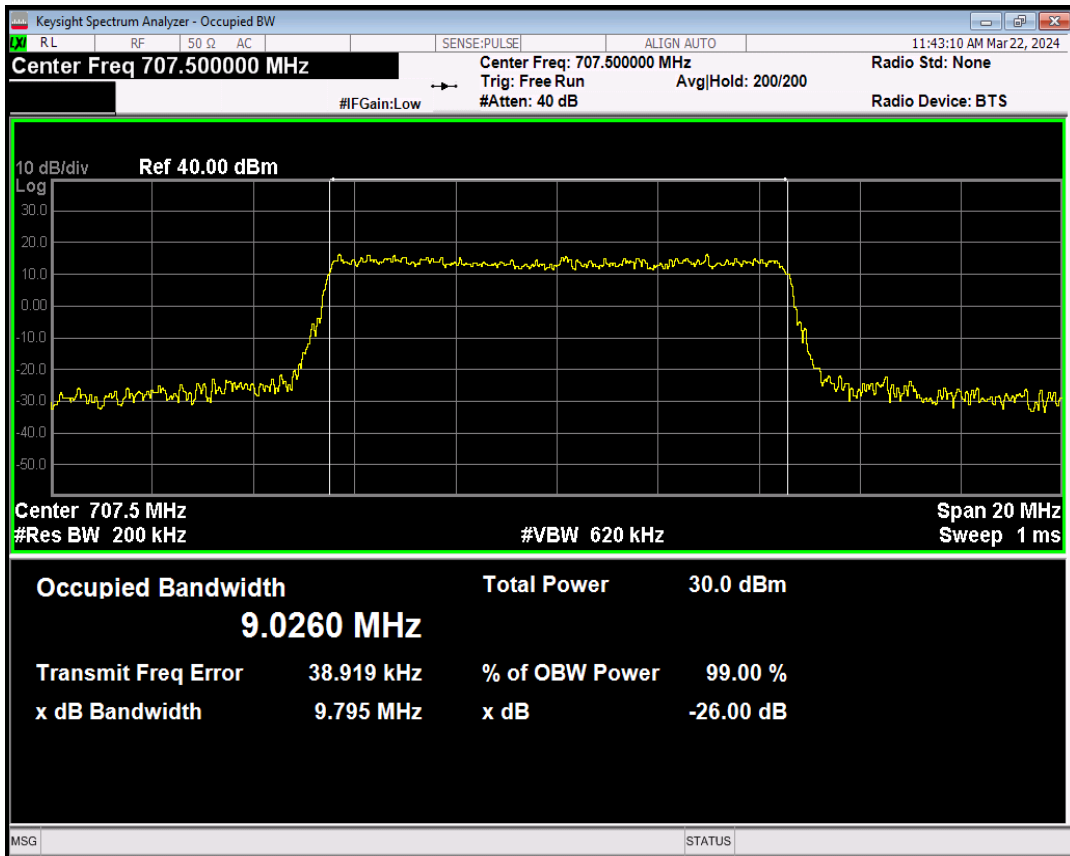 Keysight Spectrum Analyzer - Occupied BW
LXI RL RF 50 Ω AC SENSE:PULSE ALIGN AUTO 11:43:10 AM Mar 22, 2024
Center Freq 707.500000 MHz
Center Freq: 707.500000 MHz
Radio Std: None
Trig: Free Run Avg|Hold: 200/200
#IFGain:Low #Atten: 40 dB Radio Device: BTS
10 dB/div Ref 40.00 dBm
Log
30.0
20.0
10.0
0.00
-10.0
-20.0
-30.0
-40.0
-50.0
Center 707.5 MHz Span 20 MHz
#Res BW 200 kHz #VBW 620 kHz Sweep 1 ms
Occupied Bandwidth Total Power 30.0 dBm
9.0260 MHz
Transmit Freq Error 38.919 kHz % of OBW Power 99.00 %
x dB Bandwidth 9.795 MHz x dB -26.00 dB
MSG STATUS